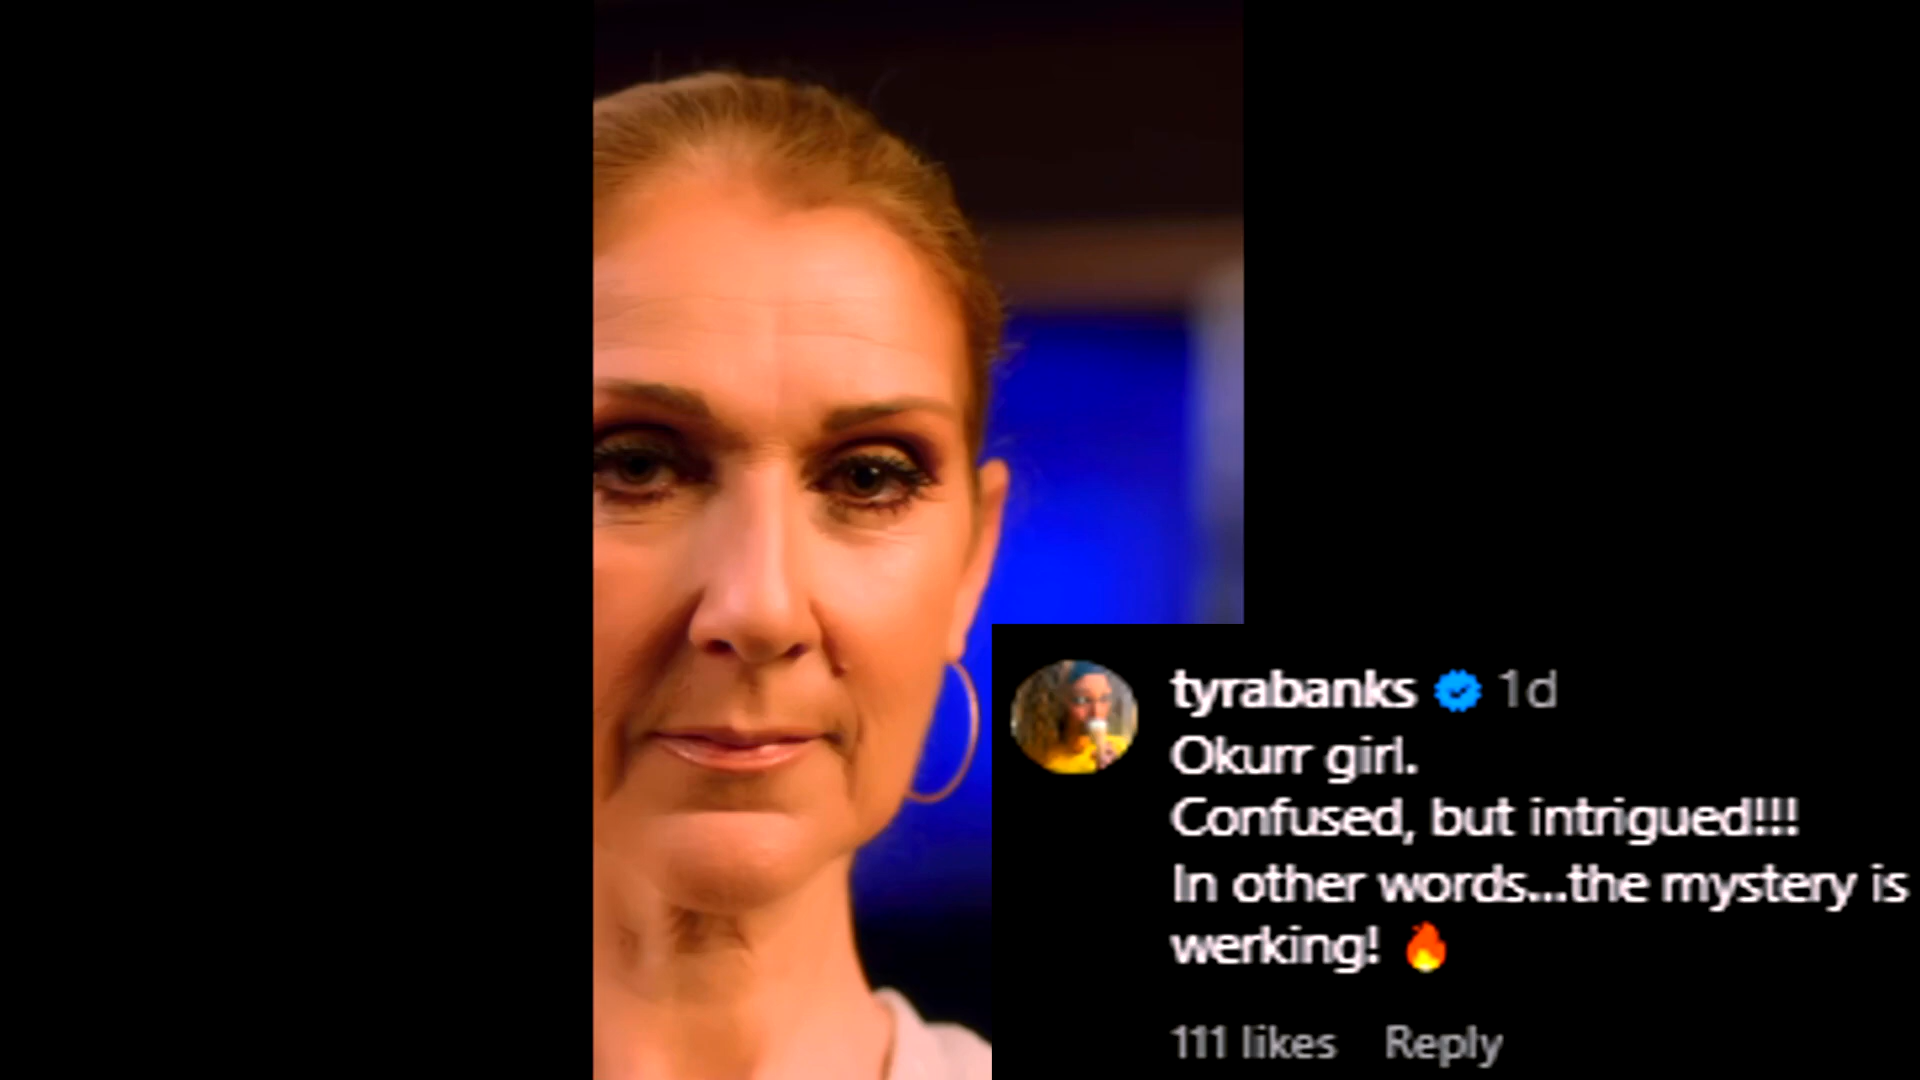 tyrabanks 1d
Okurr girl.
Confused, but intrigued!!!
In other words...the mystery is
werking! 🔥
111 likes Reply